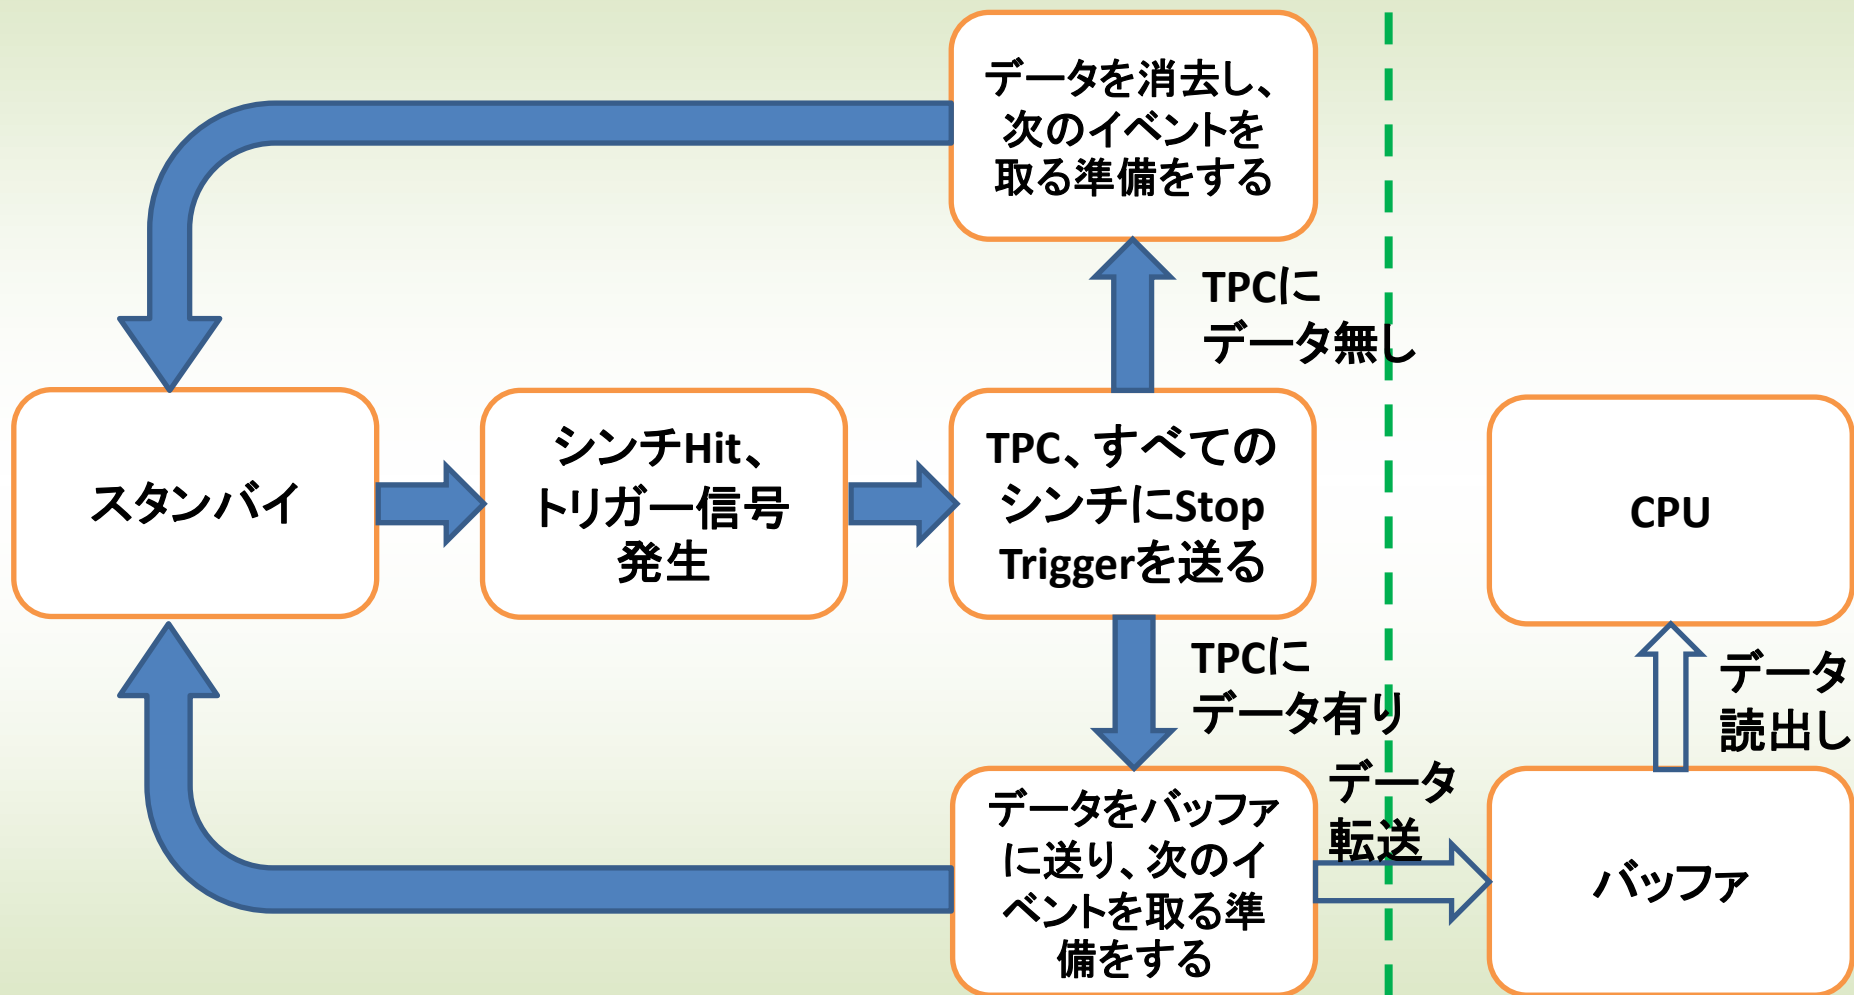 データを消去し、
次のイベントを
取る準備をする
TPCに
データ無し
スタンバイ
シンチHit、
トリガー信号
発生
TPC、すべての
シンチにStop
Triggerを送る
CPU
TPCに
データ有り
データ
読出し
データをバッファ
に送り、次のイ
ベントを取る準
備をする
データ
転送
バッファ